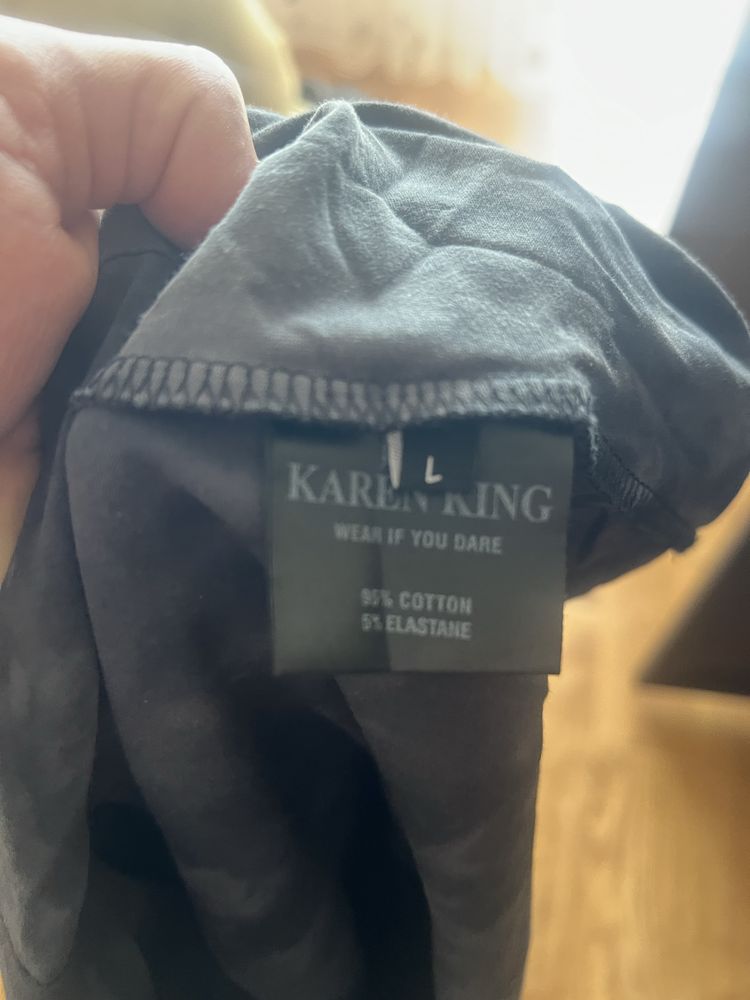 L
KAREN KING
WEAR IF YOU DARE
95% COTTON
5% ELASTANE